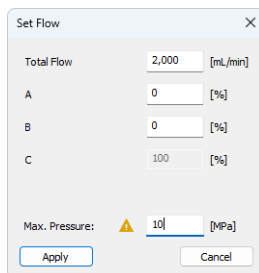 Set Flow
Total Flow 2,000 [mL/min]
A 0 [%]
B 0 [%]
C 100 [%]
Max. Pressure: 10 [MPa]
Apply Cancel